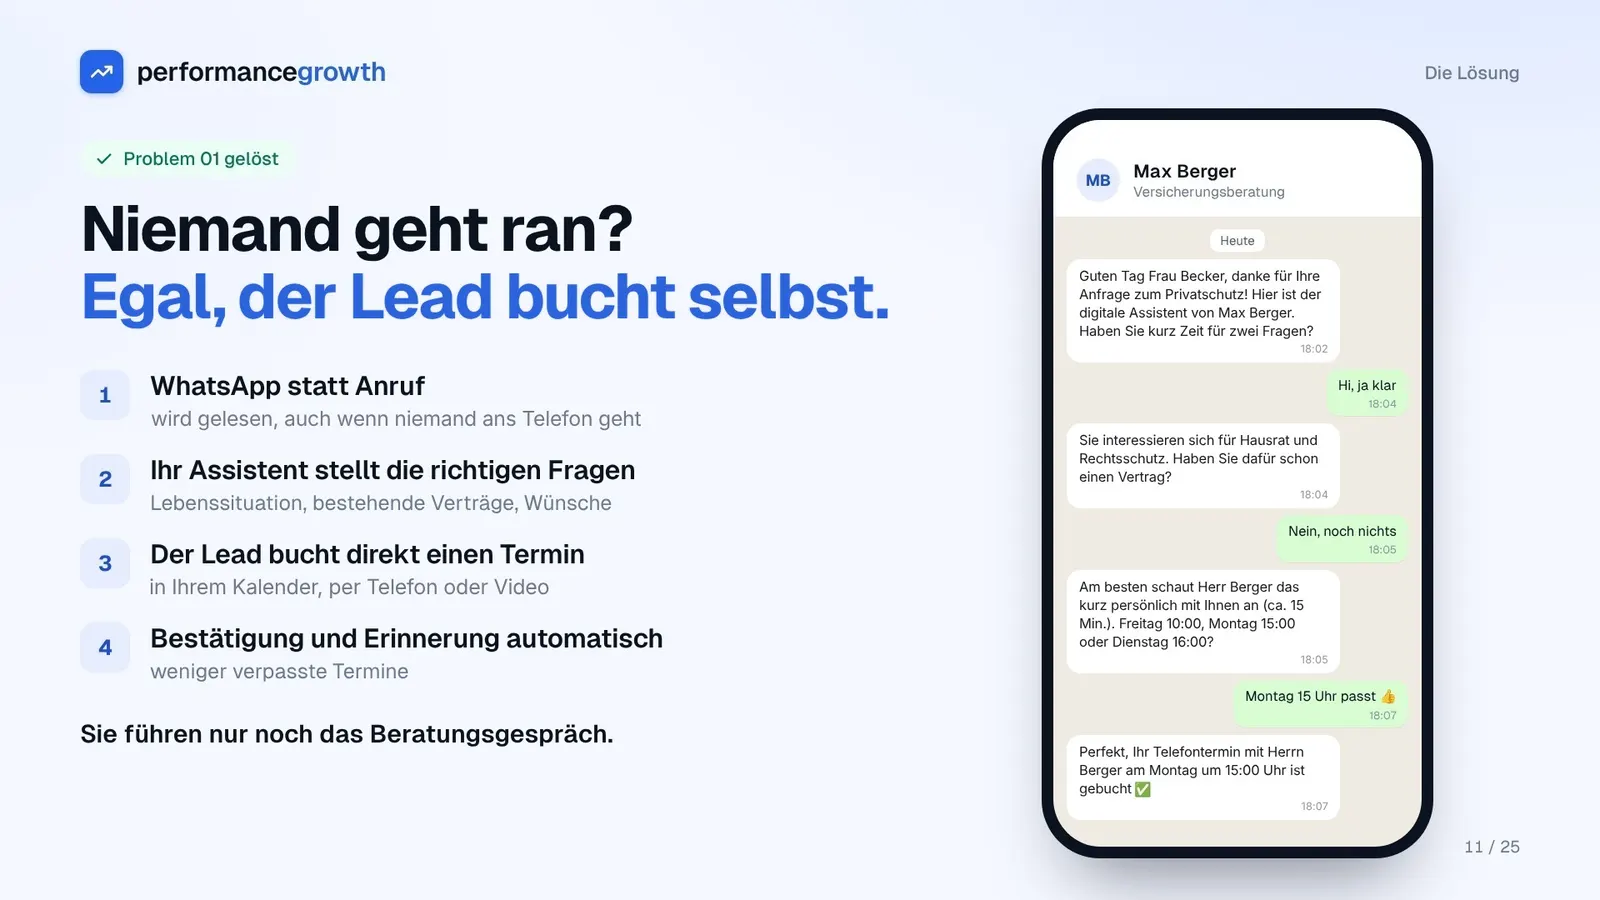 performancegrowth
Die Lösung
Problem 01 gelöst
Niemand geht ran?
Egal, der Lead bucht selbst.
1
WhatsApp statt Anruf
wird gelesen, auch wenn niemand ans Telefon geht
2
Ihr Assistent stellt die richtigen Fragen
Lebenssituation, bestehende Verträge, Wünsche
3
Der Lead bucht direkt einen Termin
in Ihrem Kalender, per Telefon oder Video
4
Bestätigung und Erinnerung automatisch
weniger verpasste Termine
Sie führen nur noch das Beratungsgespräch.
MB
Max Berger
Versicherungsberatung
Heute
Guten Tag Frau Becker, danke für Ihre
Anfrage zum Privatschutz! Hier ist der
digitale Assistent von Max Berger.
Haben Sie kurz Zeit für zwei Fragen?
18:02
Hi, ja klar
18:04
Sie interessieren sich für Hausrat und
Rechtsschutz. Haben Sie dafür schon
einen Vertrag?
18:04
Nein, noch nichts
18:05
Am besten schaut Herr Berger das
kurz persönlich mit Ihnen an (ca. 15
Min.). Freitag 10:00, Montag 15:00
oder Dienstag 16:00?
18:05
Montag 15 Uhr passt 👍
18:07
Perfekt, Ihr Telefontermin mit Herrn
Berger am Montag um 15:00 Uhr ist
gebucht ✅
18:07
11 / 25